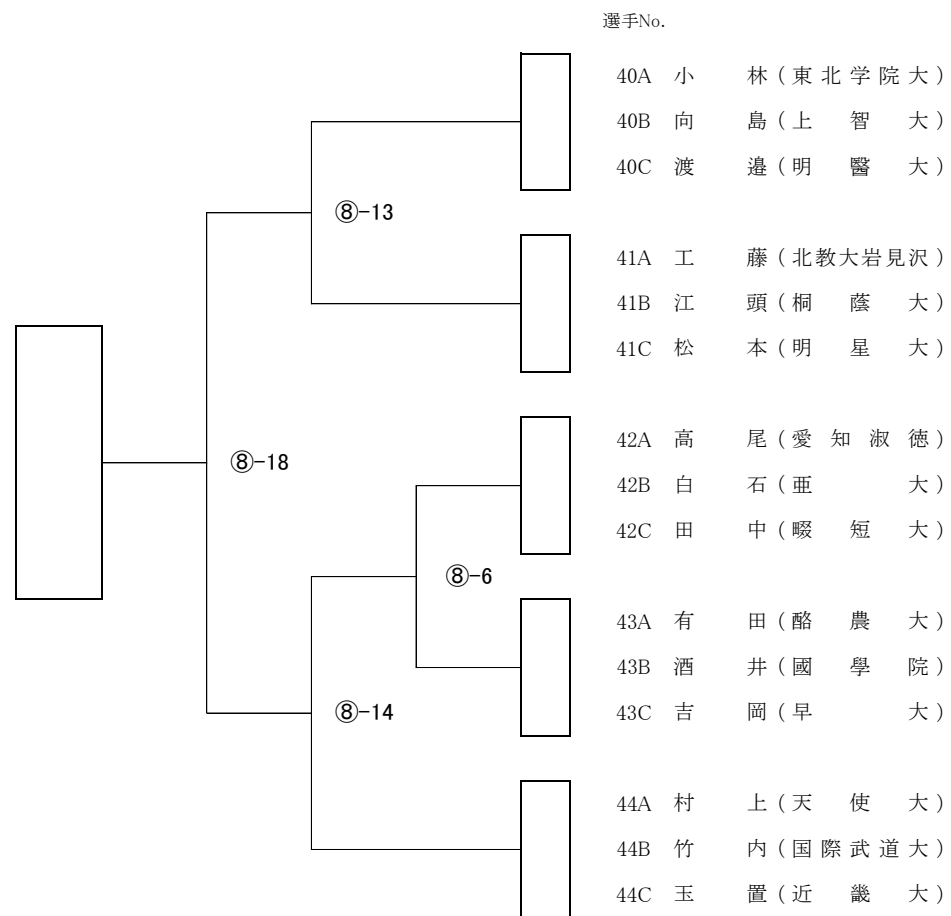 選手No.
40A 小 林 ( 東 北 学 院 大 )
40B 向 島 ( 上 智 大 )
40C 渡 邉 ( 明 醫 大 )
⑧-13
41A 工 藤 ( 北教大岩見沢 )
41B 江 頭 ( 桐 蔭 大 )
41C 松 本 ( 明 星 大 )
42A 高 尾 ( 愛 知 淑 徳 )
⑧-18
42B 白 石 ( 亜 大 )
42C 田 中 ( 畷 短 大 )
⑧-6
43A 有 田 ( 酪 農 大 )
43B 酒 井 ( 國 學 院 )
43C 吉 岡 ( 早 大 )
⑧-14
44A 村 上 ( 天 使 大 )
44B 竹 内 ( 国 際 武 道 大 )
44C 玉 置 ( 近 畿 大 )